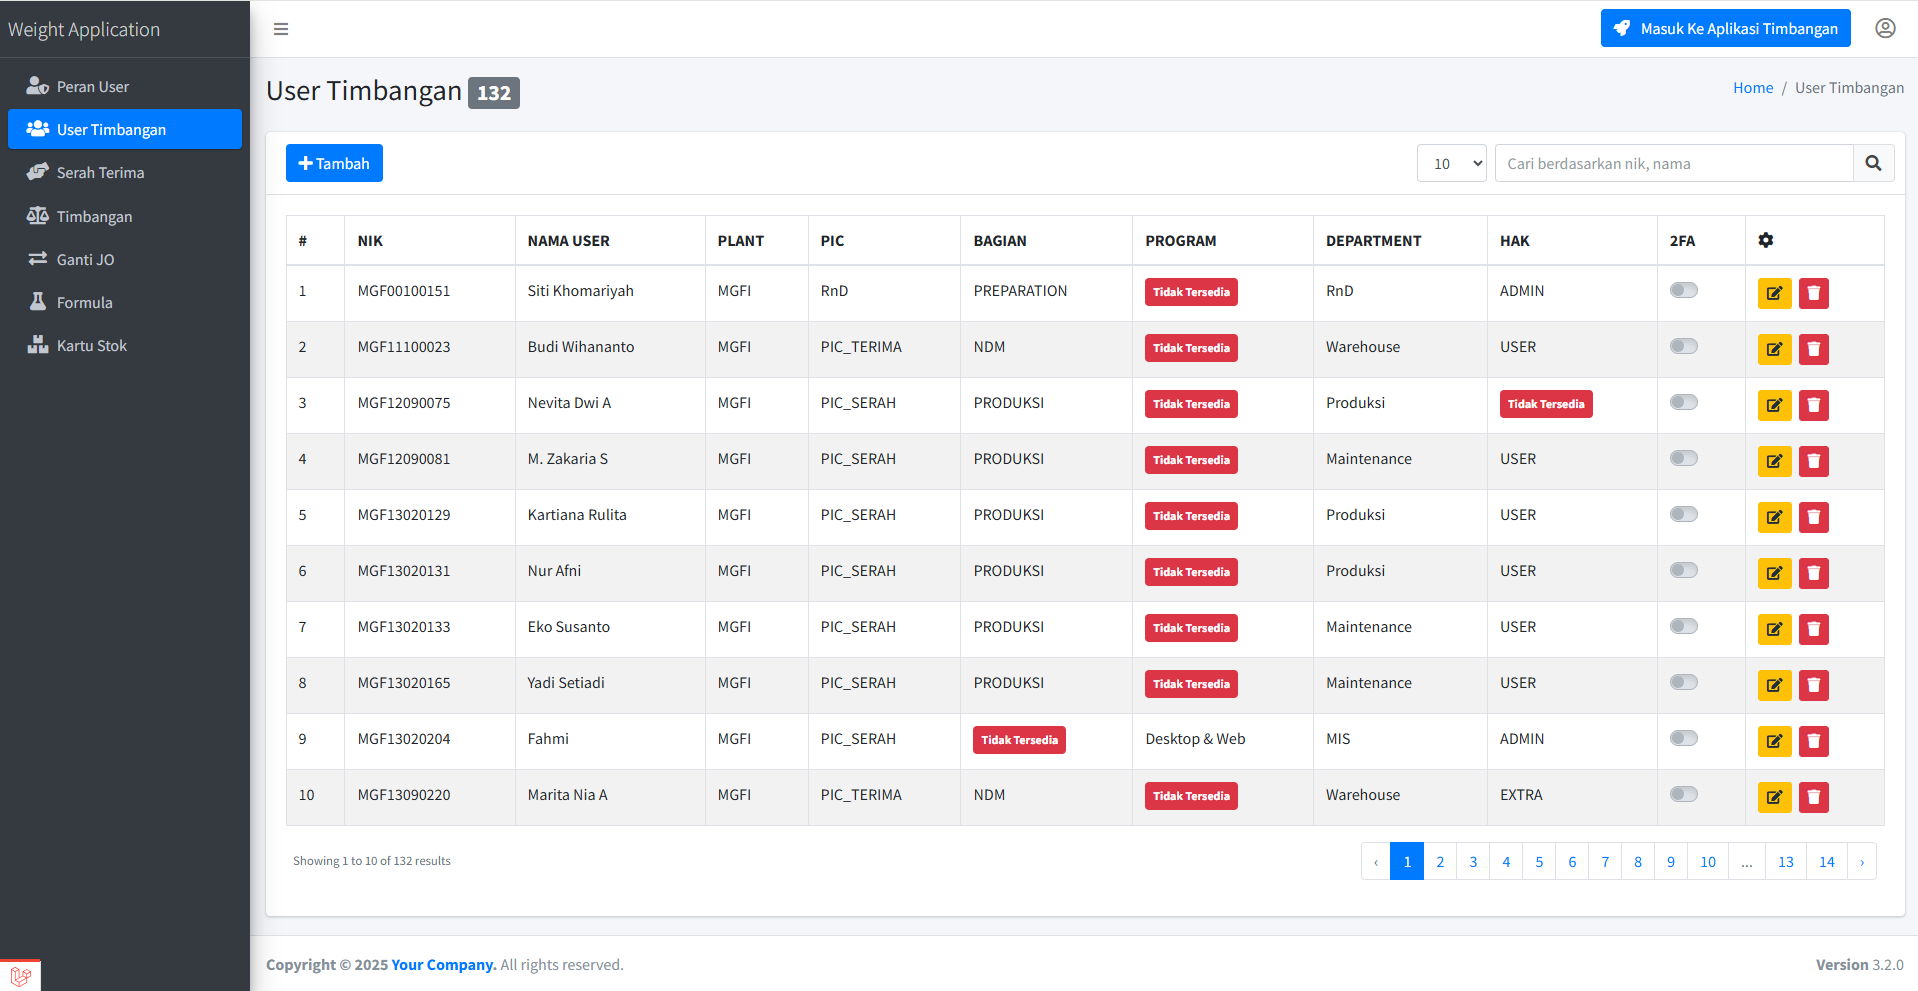 Weight Application
Masuk Ke Aplikasi Timbangan
Peran User
User Timbangan
Serah Terima
Timbangan
Ganti JO
Formula
Kartu Stok
User Timbangan 132
Home / User Timbangan
Tambah
10
Cari berdasarkan nik, nama
# NIK NAMA USER PLANT PIC BAGIAN PROGRAM DEPARTMENT HAK 2FA
1 MGF00100151 Siti Khomariyah MGFI RnD PREPARATION Tidak Tersedia RnD ADMIN
2 MGF11100023 Budi Wihananto MGFI PIC_TERIMA NDM Tidak Tersedia Warehouse USER
3 MGF12090075 Nevita Dwi A MGFI PIC_SERAH PRODUKSI Tidak Tersedia Produksi Tidak Tersedia
4 MGF12090081 M. Zakaria S MGFI PIC_SERAH PRODUKSI Tidak Tersedia Maintenance USER
5 MGF13020129 Kartiana Rulita MGFI PIC_SERAH PRODUKSI Tidak Tersedia Produksi USER
6 MGF13020131 Nur Afni MGFI PIC_SERAH PRODUKSI Tidak Tersedia Produksi USER
7 MGF13020133 Eko Susanto MGFI PIC_SERAH PRODUKSI Tidak Tersedia Maintenance USER
8 MGF13020165 Yadi Setiadi MGFI PIC_SERAH PRODUKSI Tidak Tersedia Maintenance USER
9 MGF13020204 Fahmi MGFI PIC_SERAH Tidak Tersedia Desktop & Web MIS ADMIN
10 MGF13090220 Marita Nia A MGFI PIC_TERIMA NDM Tidak Tersedia Warehouse EXTRA
Showing 1 to 10 of 132 results
‹ 1 2 3 4 5 6 7 8 9 10 ... 13 14 ›
Copyright © 2025 Your Company. All rights reserved.
Version 3.2.0